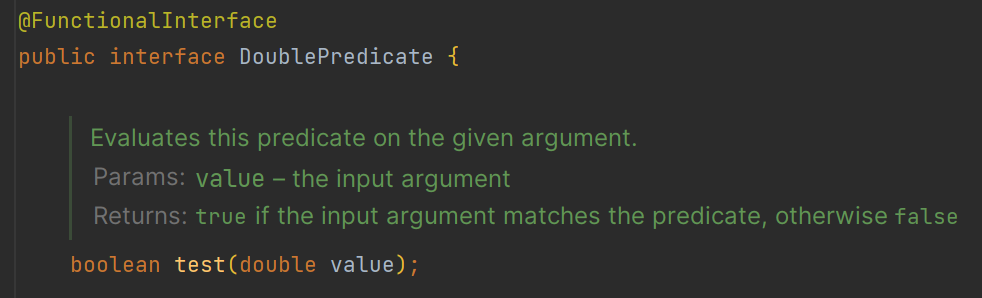 @FunctionalInterface
public interface DoublePredicate {
Evaluates this predicate on the given argument.
Params: value – the input argument
Returns: true if the input argument matches the predicate, otherwise false
boolean test(double value);